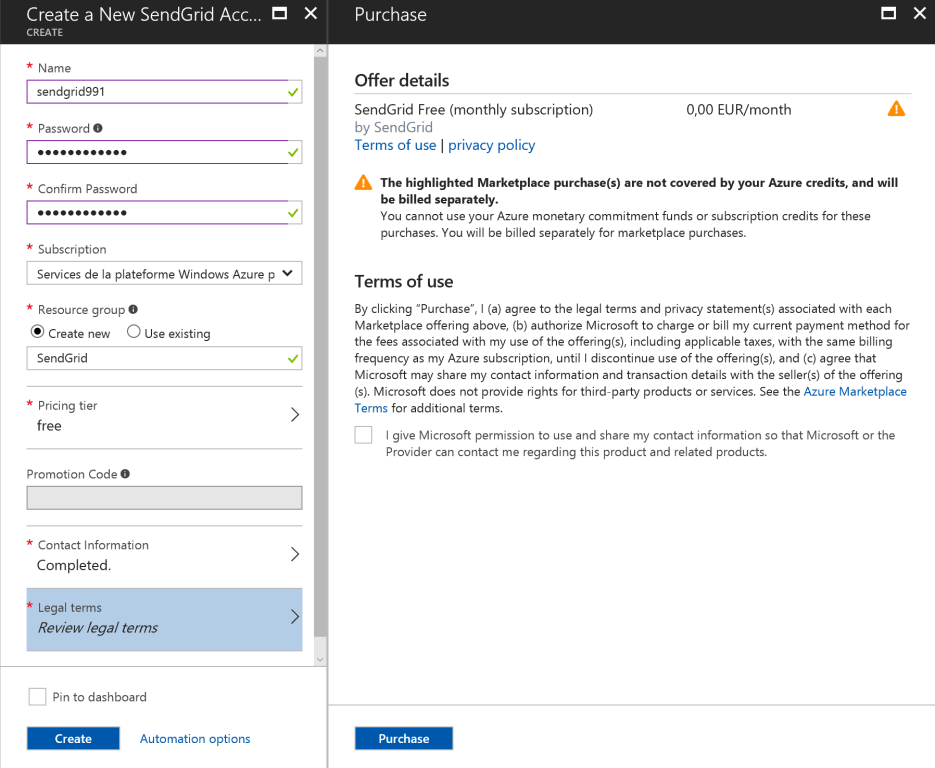 Create a New SendGrid Acc...
CREATE
* Name
sendgrid991
* Password
••••••••••••
* Confirm Password
••••••••••••
* Subscription
Services de la plateforme Windows Azure p
* Resource group
Create new Use existing
SendGrid
* Pricing tier
free
Promotion Code
* Contact Information
Completed.
* Legal terms
Review legal terms
Pin to dashboard
Create Automation options
Purchase
Offer details
SendGrid Free (monthly subscription) 0,00 EUR/month
by SendGrid
Terms of use | privacy policy
The highlighted Marketplace purchase(s) are not covered by your Azure credits, and will
be billed separately.
You cannot use your Azure monetary commitment funds or subscription credits for these
purchases. You will be billed separately for marketplace purchases.
Terms of use
By clicking “Purchase”, I (a) agree to the legal terms and privacy statement(s) associated with each
Marketplace offering above, (b) authorize Microsoft to charge or bill my current payment method for
the fees associated with my use of the offering(s), including applicable taxes, with the same billing
frequency as my Azure subscription, until I discontinue use of the offering(s), and (c) agree that
Microsoft may share my contact information and transaction details with the seller(s) of the offering
(s). Microsoft does not provide rights for third-party products or services. See the Azure Marketplace
Terms for additional terms.
I give Microsoft permission to use and share my contact information so that Microsoft or the
Provider can contact me regarding this product and related products.
Purchase